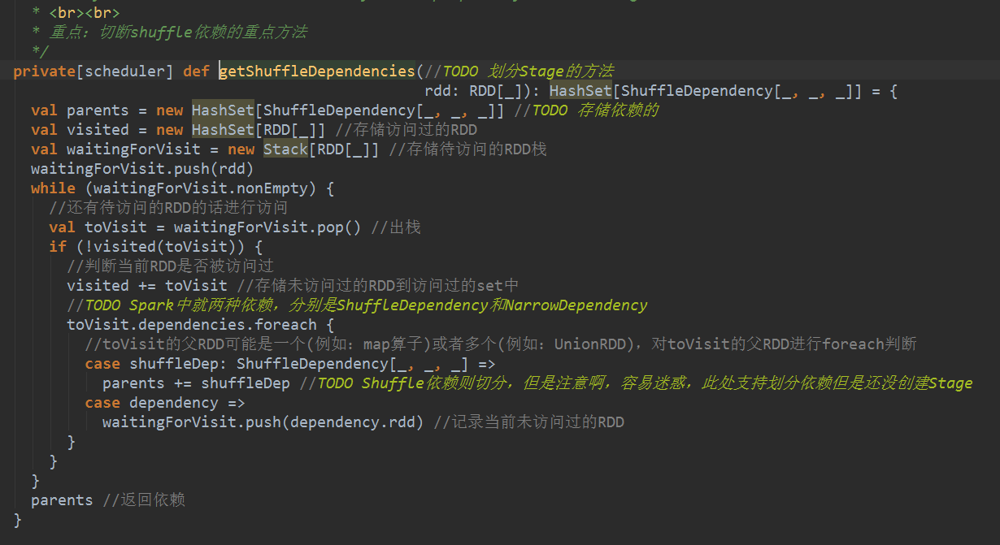 * <br><br>
* 重点：切断shuffle依赖的重点方法
*/
private[scheduler] def getShuffleDependencies(//TODO 划分Stage的方法
rdd: RDD[_]): HashSet[ShuffleDependency[_, _, _]] = {
val parents = new HashSet[ShuffleDependency[_, _, _]] //TODO 存储依赖的
val visited = new HashSet[RDD[_]] //存储访问过的RDD
val waitingForVisit = new Stack[RDD[_]] //存储待访问的RDD栈
waitingForVisit.push(rdd)
while (waitingForVisit.nonEmpty) {
//还有待访问的RDD的话进行访问
val toVisit = waitingForVisit.pop() //出栈
if (!visited(toVisit)) {
//判断当前RDD是否被访问过
visited += toVisit //存储未访问过的RDD到访问过的set中
//TODO Spark中就两种依赖，分别是ShuffleDependency和NarrowDependency
toVisit.dependencies.foreach {
//toVisit的父RDD可能是一个(例如：map算子)或者多个(例如：UnionRDD)，对toVisit的父RDD进行foreach判断
case shuffleDep: ShuffleDependency[_, _, _] =>
parents += shuffleDep //TODO Shuffle依赖则切分，但是注意啊，容易迷惑，此处支持划分依赖但是还没创建Stage
case dependency =>
waitingForVisit.push(dependency.rdd) //记录当前未访问过的RDD
}
}
}
parents //返回依赖
}